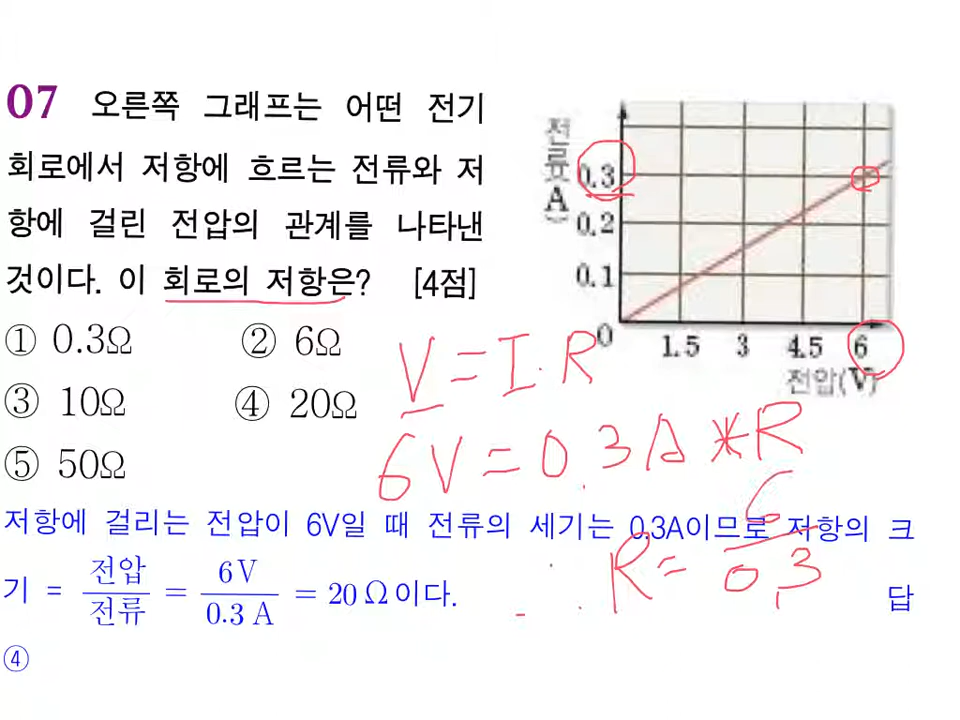 07 오른쪽 그래프는 어떤 전기
회로에서 저항에 흐르는 전류와 저
항에 걸린 전압의 관계를 나타낸
것이다. 이 회로의 저항은? [4점]
① 0.3Ω ② 6Ω
③ 10Ω ④ 20Ω
⑤ 50Ω
전류(A)
0.3
0.2
0.1
0 1.5 3 4.5 6
전압(V)
V = I.R
6V = 0.3A * R
R = 6/0.3
저항에 걸리는 전압이 6V일 때 전류의 세기는 0.3A이므로 저항의 크
기 = 전압/전류 = 6V/0.3A = 20Ω이다. 답
④